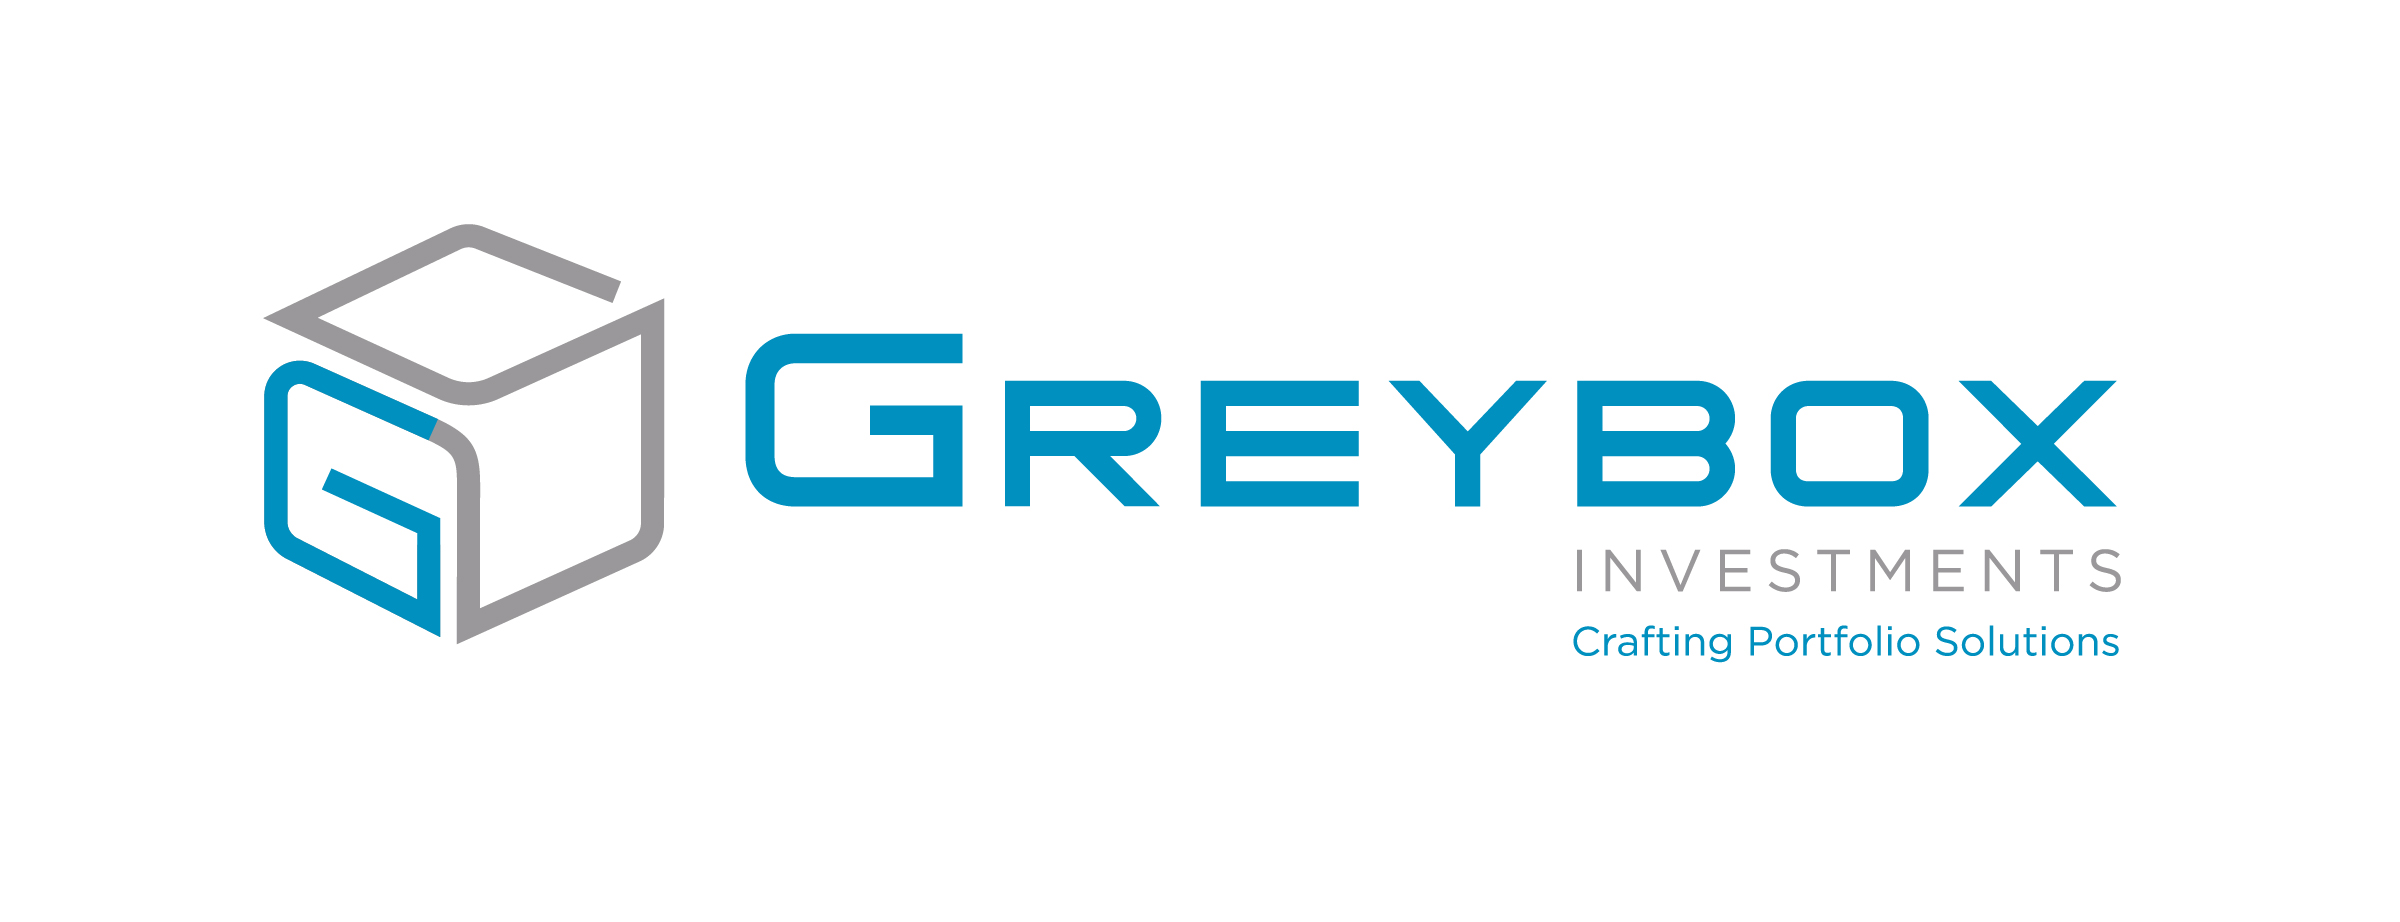 GREYBOX
INVESTMENTS
Crafting Portfolio Solutions